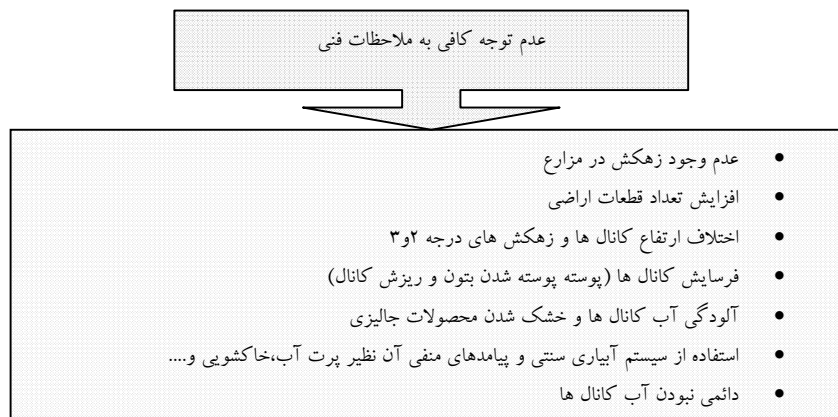 عدم توجه کافی به ملاحظات فنی
• عدم وجود زهکش در مزارع
• افزایش تعداد قطعات اراضی
• اختلاف ارتفاع کانال ها و زهکش های درجه ۲و۳
• فرسایش کانال ها (پوسته پوسته شدن بتون و ریزش کانال)
• آلودگی آب کانال ها و خشک شدن محصولات جالیزی
• استفاده از سیستم آبیاری سنتی و پیامدهای منفی آن نظیر پرت آب،خاکشویی و....
• دائمی نبودن آب کانال ها